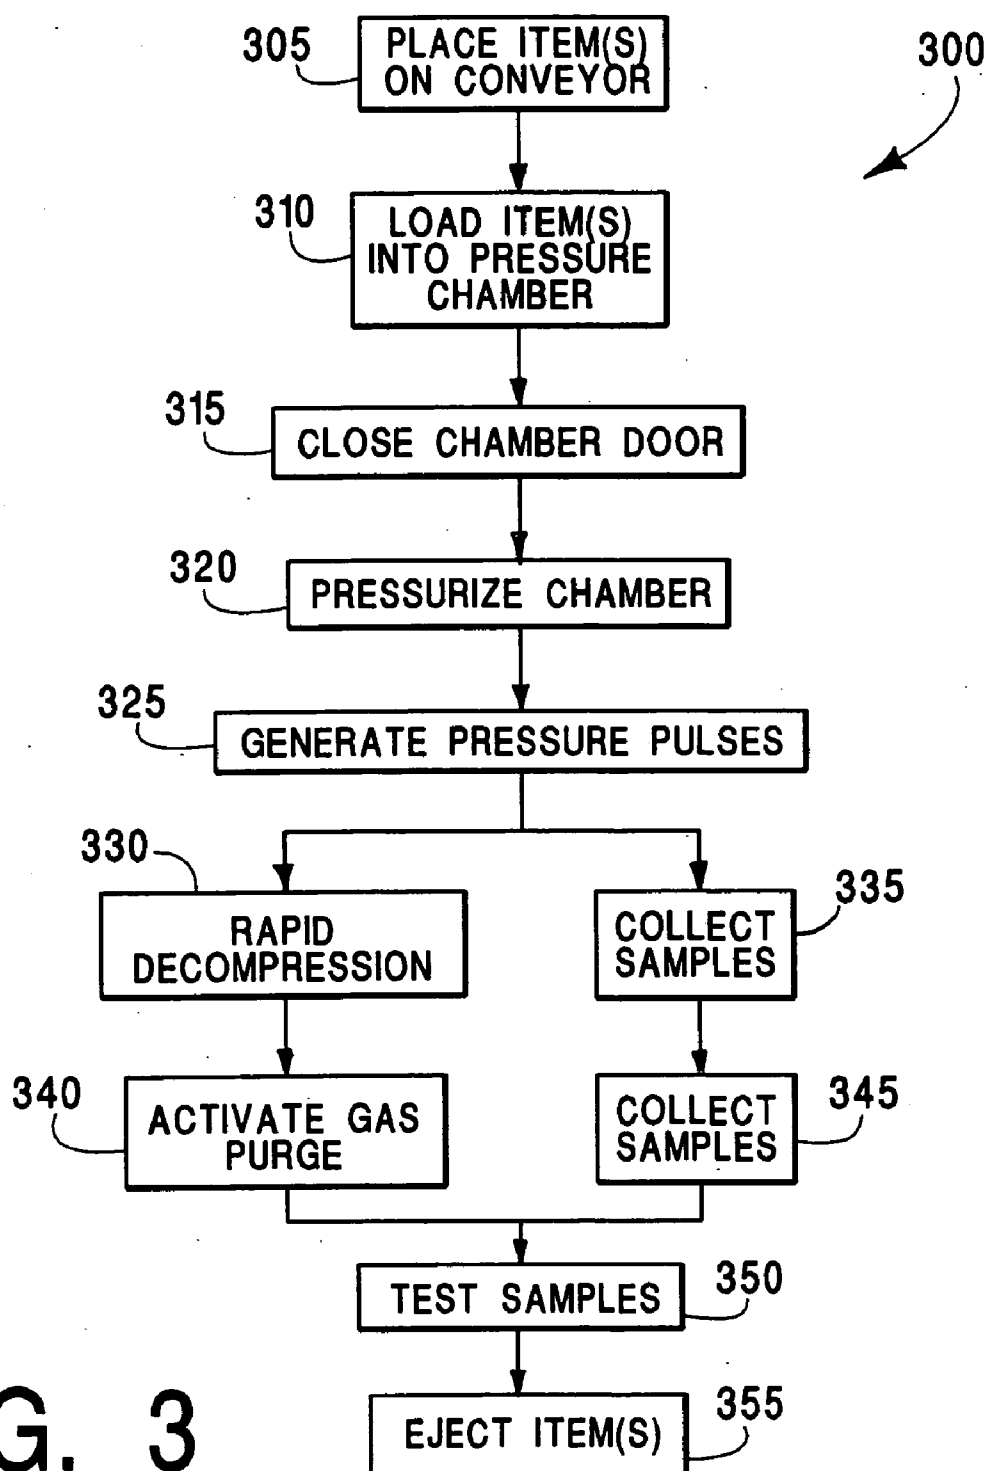 305
PLACE ITEM(S)
ON CONVEYOR
300
310
LOAD ITEM(S)
INTO PRESSURE
CHAMBER
315
CLOSE CHAMBER DOOR
320
PRESSURIZE CHAMBER
325
GENERATE PRESSURE PULSES
330
RAPID
DECOMPRESSION
335
COLLECT
SAMPLES
340
ACTIVATE GAS
PURGE
345
COLLECT
SAMPLES
TEST SAMPLES
350
EJECT ITEM(S)
355
G. 3